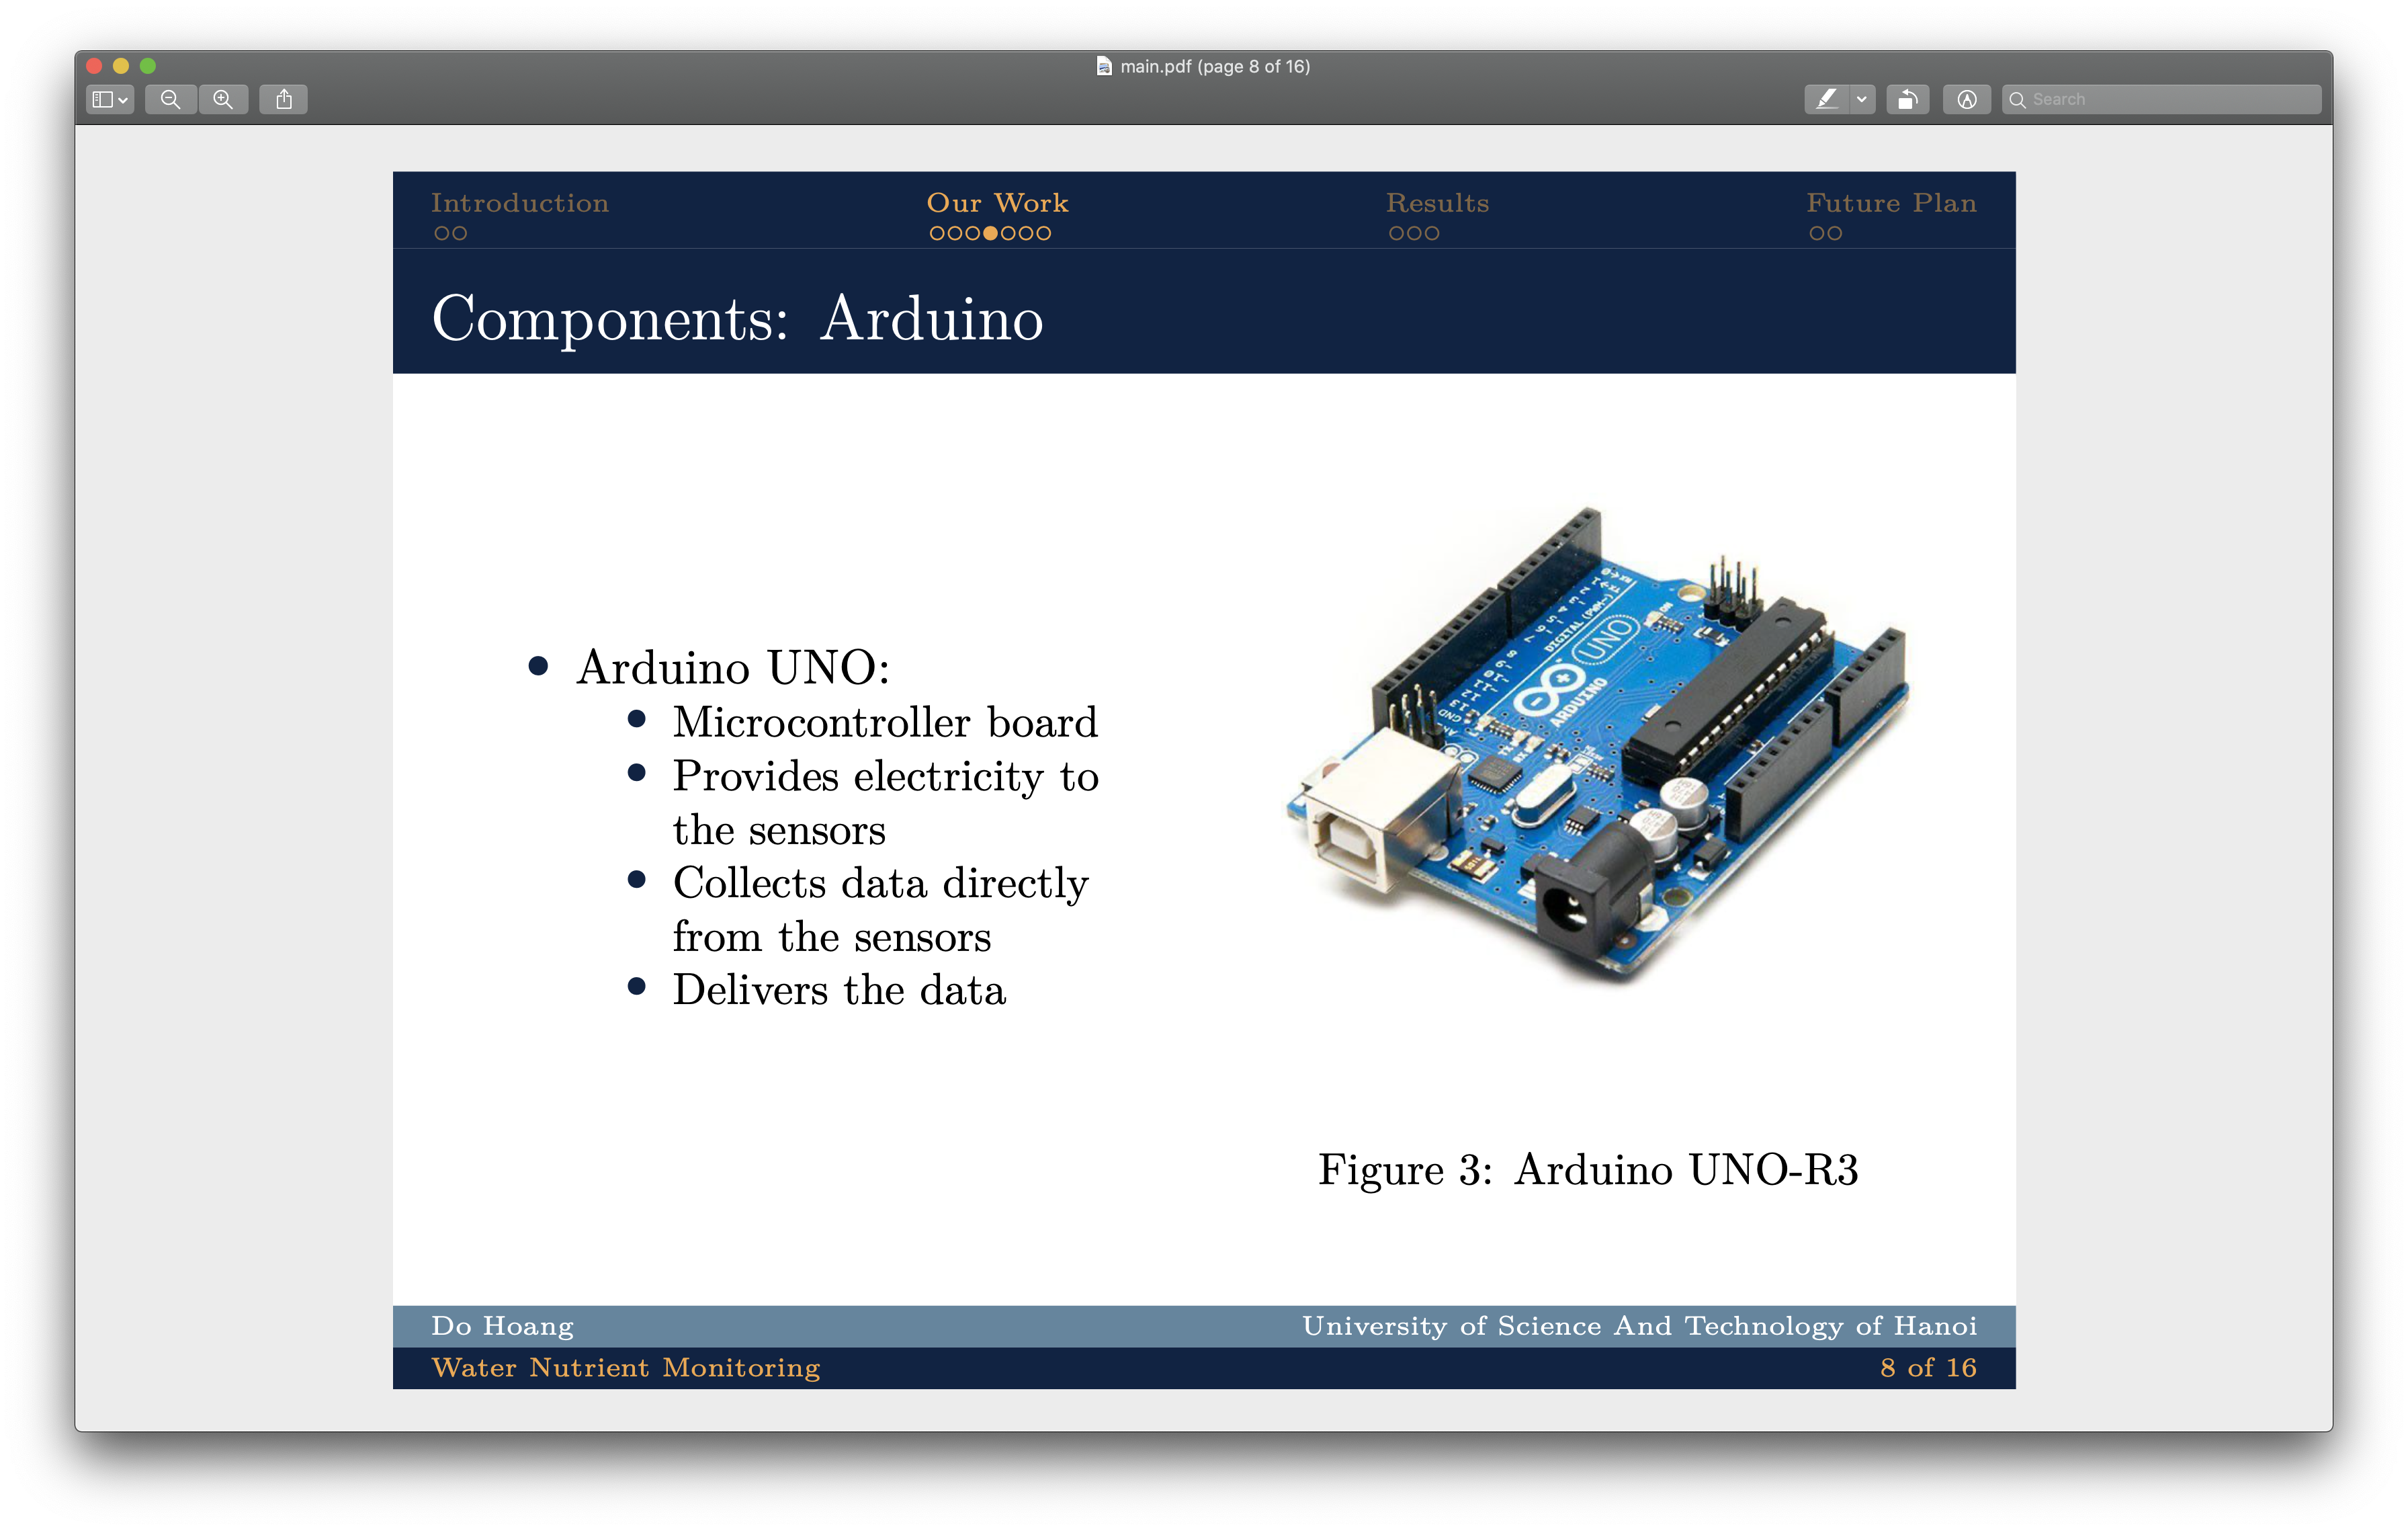 main.pdf (page 8 of 16)
Search
Introduction
Our Work
Results
Future Plan
Components: Arduino
Arduino UNO:
Microcontroller board
Provides electricity to
the sensors
Collects data directly
from the sensors
Delivers the data
DIGITAL (PWM~)
UNO
ARDUINO
Figure 3: Arduino UNO-R3
Do Hoang
University of Science And Technology of Hanoi
Water Nutrient Monitoring
8 of 16